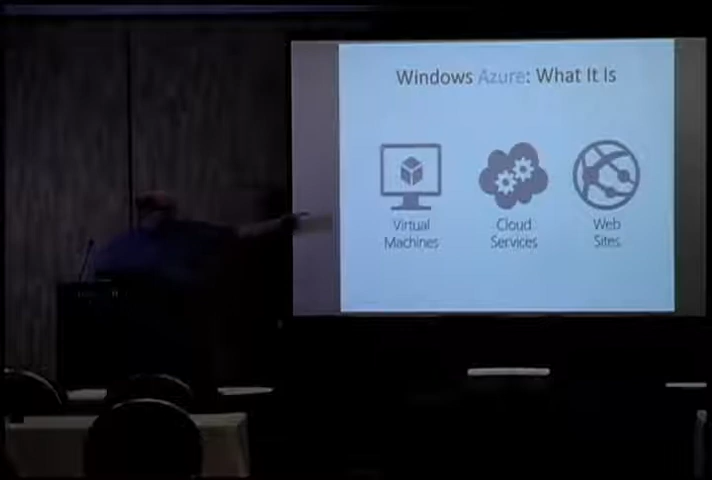 Windows Azure: What It Is
Virtual
Machines
Cloud
Services
Web
Sites